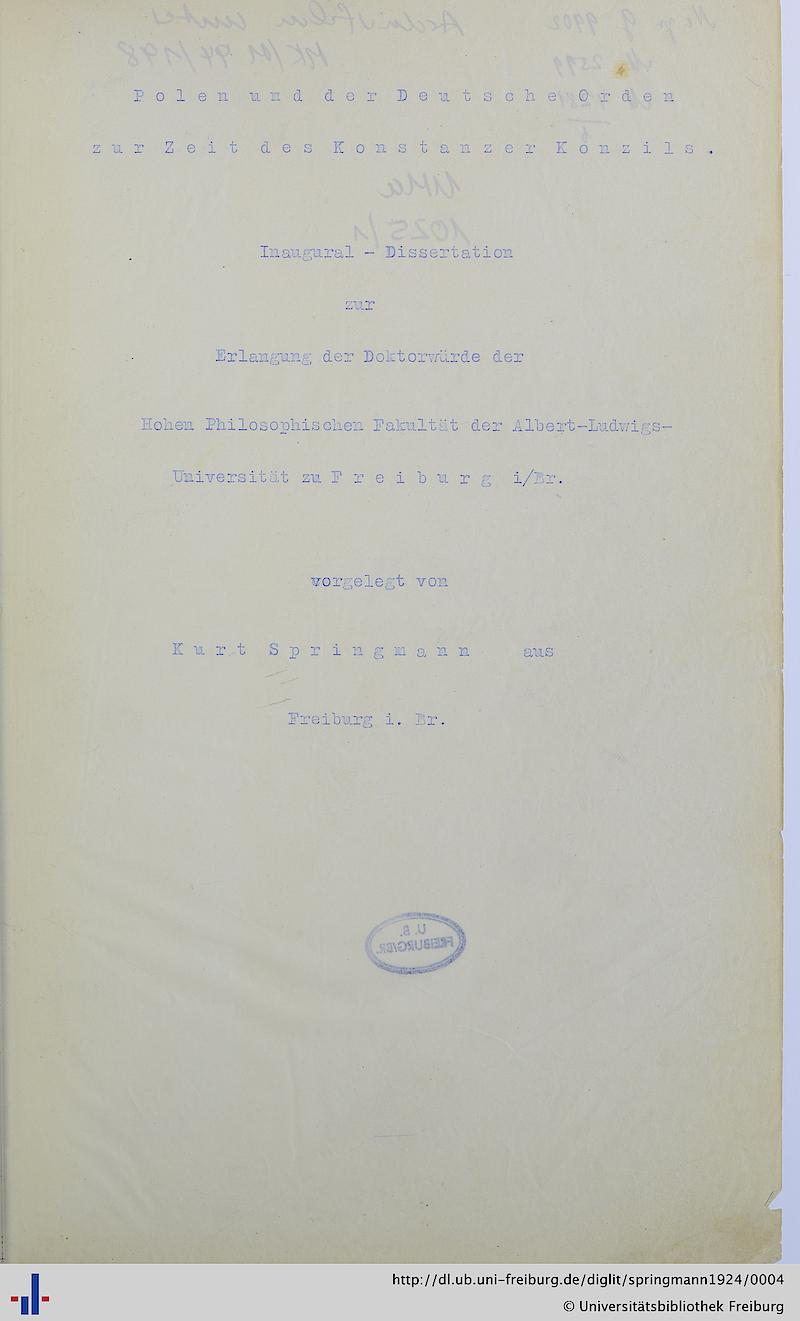 Polen und der Deutsche Orden
zur Zeit des Konstanzer Konzils.
Inaugural - Dissertation
zur
Erlangung der Doktorwürde der
Hohen Philosophischen Fakultät der Albert-Ludwigs-
Universität zu Freiburg i/Br.
vorgelegt von
Kurt Springmann aus
Freiburg i. Br.
U. B.
FREIBURG/BR.
http://dl.ub.uni-freiburg.de/diglit/springmann1924/0004
© Universitätsbibliothek Freiburg